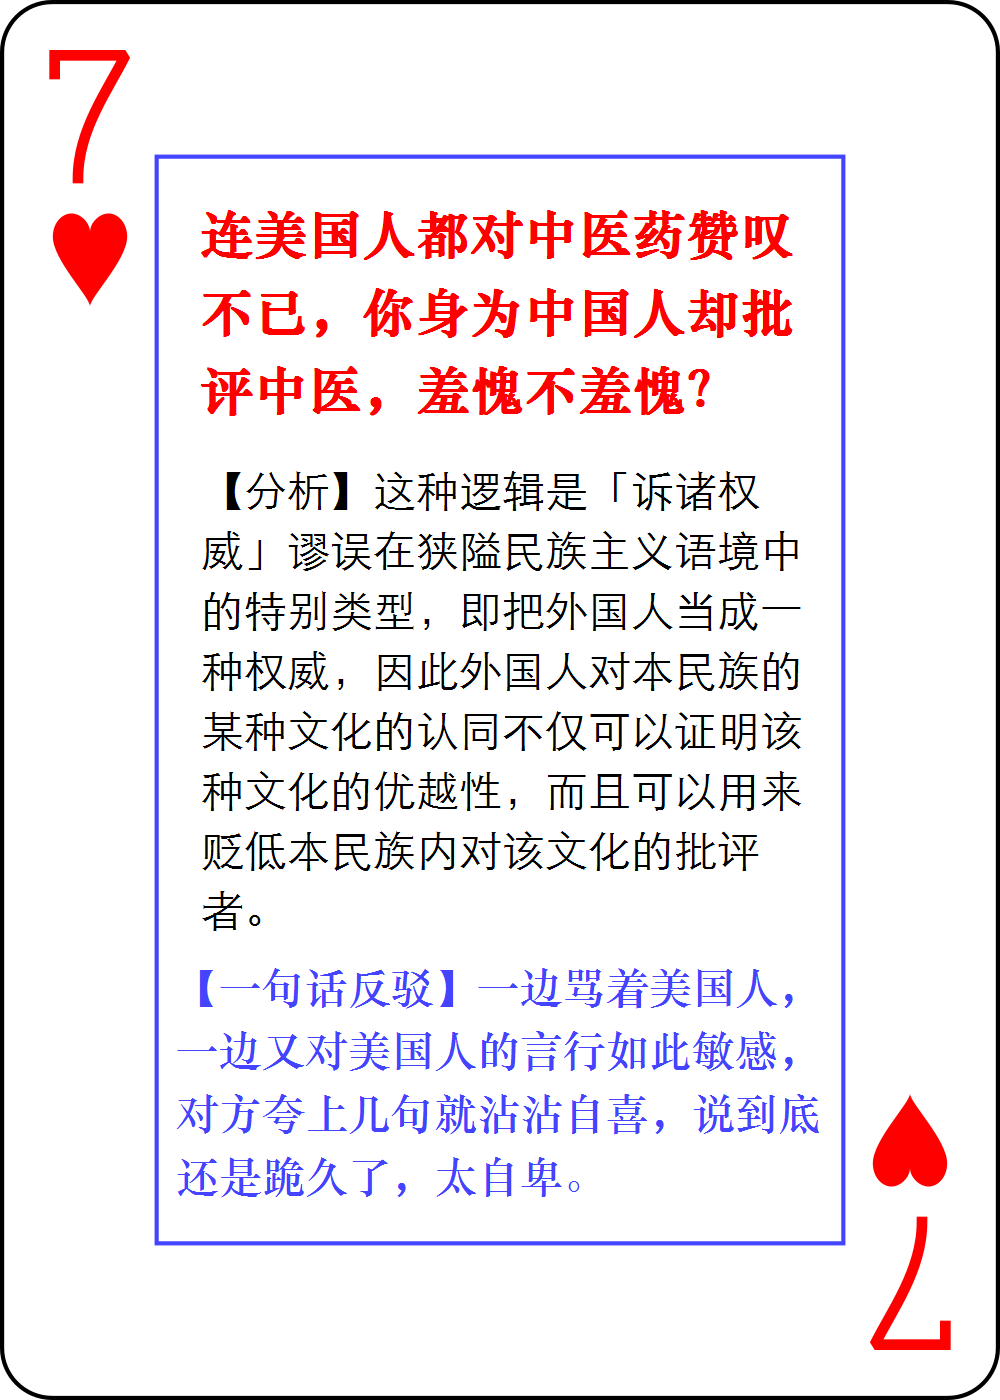 7
连美国人都对中医药赞叹
不已，你身为中国人却批
评中医，羞愧不羞愧？
【分析】这种逻辑是「诉诸权
威」谬误在狭隘民族主义语境中
的特别类型，即把外国人当成一
种权威，因此外国人对本民族的
某种文化的认同不仅可以证明该
种文化的优越性，而且可以用来
贬低本民族内对该文化的批评
者。
【一句话反驳】一边骂着美国人，
一边又对美国人的言行如此敏感，
对方夸上几句就沾沾自喜，说到底
还是跪久了，太自卑。
7